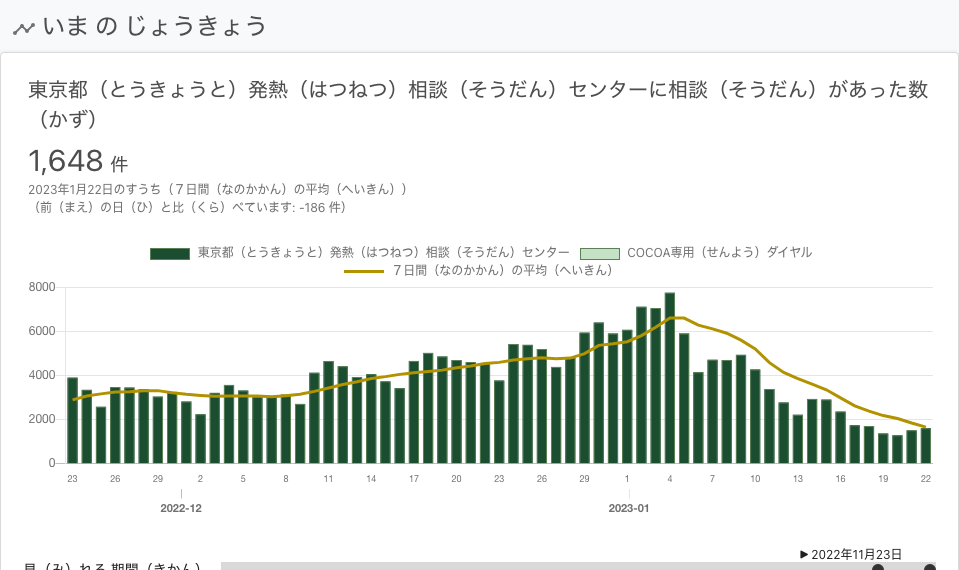 いま の じょうきょう
東京都（とうきょうと）発熱（はつねつ）相談（そうだん）センターに相談（そうだん）があった数
（かず）
1,648 件
2023年1月22日のすうち（７日間（なのかかん）の平均（へいきん））
（前（まえ）の日（ひ）と比（くら）べています: -186 件）
東京都（とうきょうと）発熱（はつねつ）相談（そうだん）センター COCOA専用（せんよう）ダイヤル
７日間（なのかかん）の平均（へいきん）
8000
6000
4000
2000
0
23 26 29 2 5 8 11 14 17 20 23 26 29 1 4 7 10 13 16 19 22
2022-12 2023-01
2022年11月23日
見（み）れる 期間（きかん）